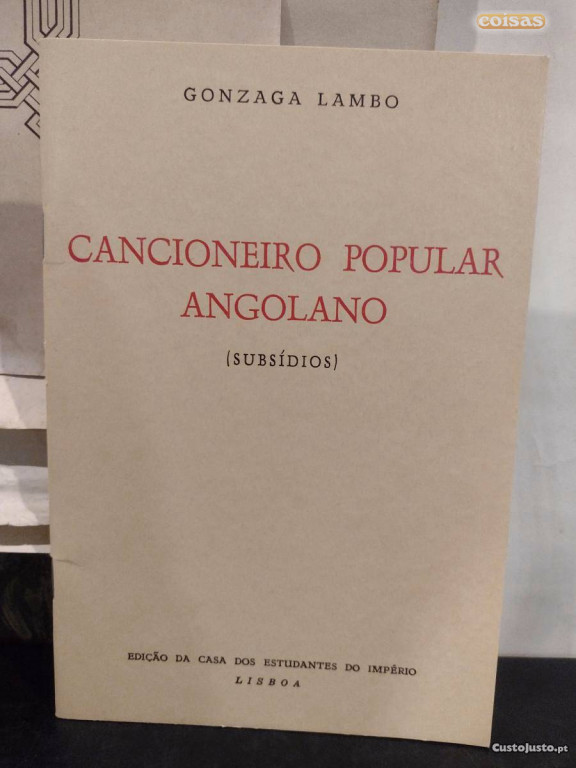 coisas
GONZAGA LAMBO
CANCIONEIRO POPULAR
ANGOLANO
(SUBSÍDIOS)
EDIÇÃO DA CASA DOS ESTUDANTES DO IMPÉRIO
LISBOA
CustoJusto.pt